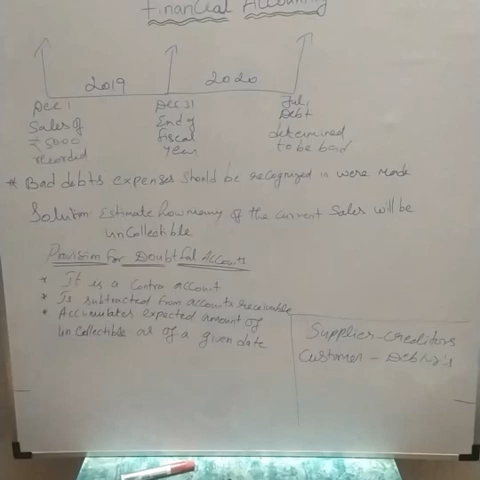 Financial Accounting
2019 2020
Dec 1 Dec 31 Jul 1
Sales of End of Debt
₹5000 fiscal determined
recorded Year to be bad
* Bad debts expenses should be recognized in were made
Solution: Estimate how many of the current Sales will be
unCollectible
Provision For Doubtful Accounts
* It is a Contra account
* Is subtracted from accounts receivable
* Accumulates expected amount of
unCollectible as of a given date
Supplier - creditors
Customer - Debtor's